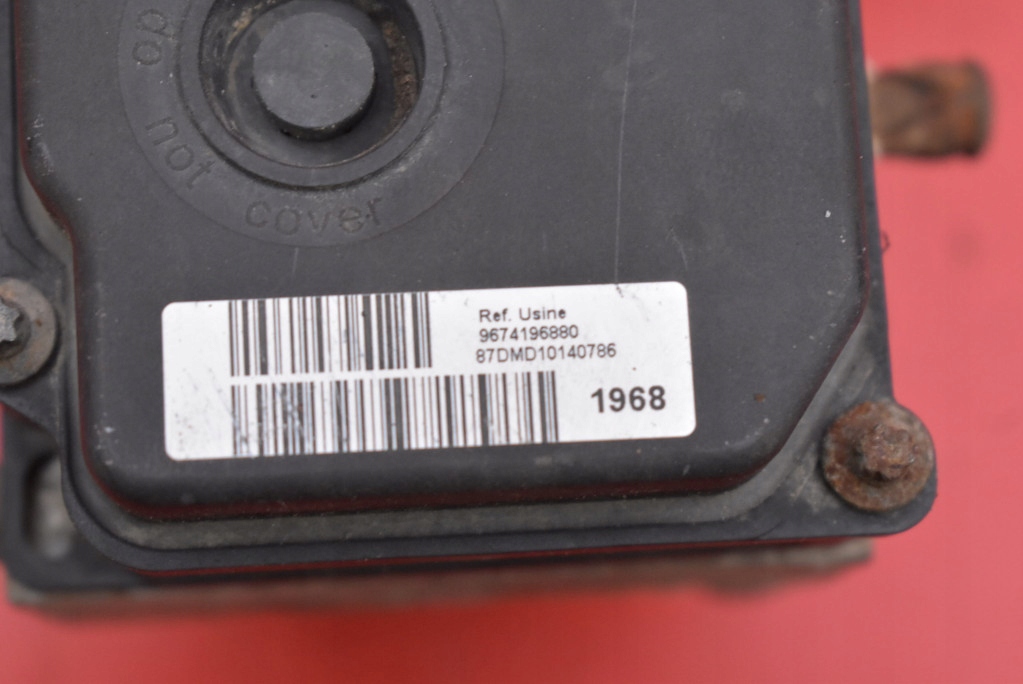 do
not
cover
Ref. Usine
9674196880
87DMD10140786
1968